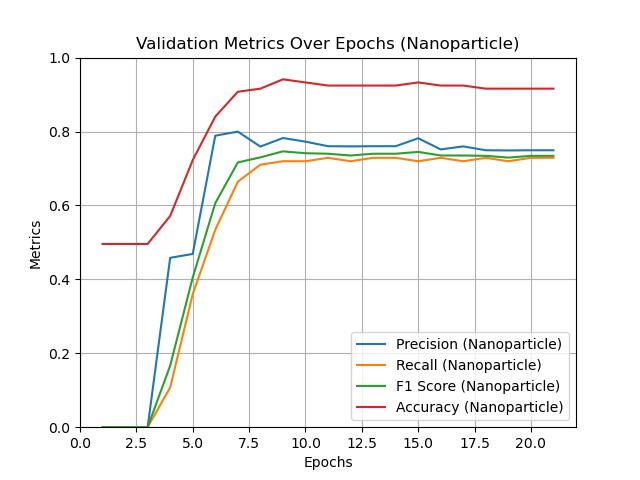 Validation Metrics Over Epochs (Nanoparticle)
1.0
0.8
0.6
0.4
0.2
0.0
Metrics
Precision (Nanoparticle)
Recall (Nanoparticle)
F1 Score (Nanoparticle)
Accuracy (Nanoparticle)
0.0 2.5 5.0 7.5 10.0 12.5 15.0 17.5 20.0
Epochs